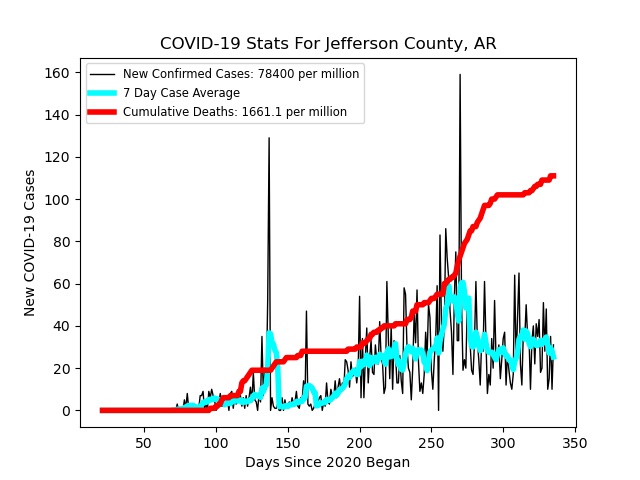 COVID-19 Stats For Jefferson County, AR
New Confirmed Cases: 78400 per million
7 Day Case Average
Cumulative Deaths: 1661.1 per million
New COVID-19 Cases
160
140
120
100
80
60
40
20
0
50 100 150 200 250 300 350
Days Since 2020 Began